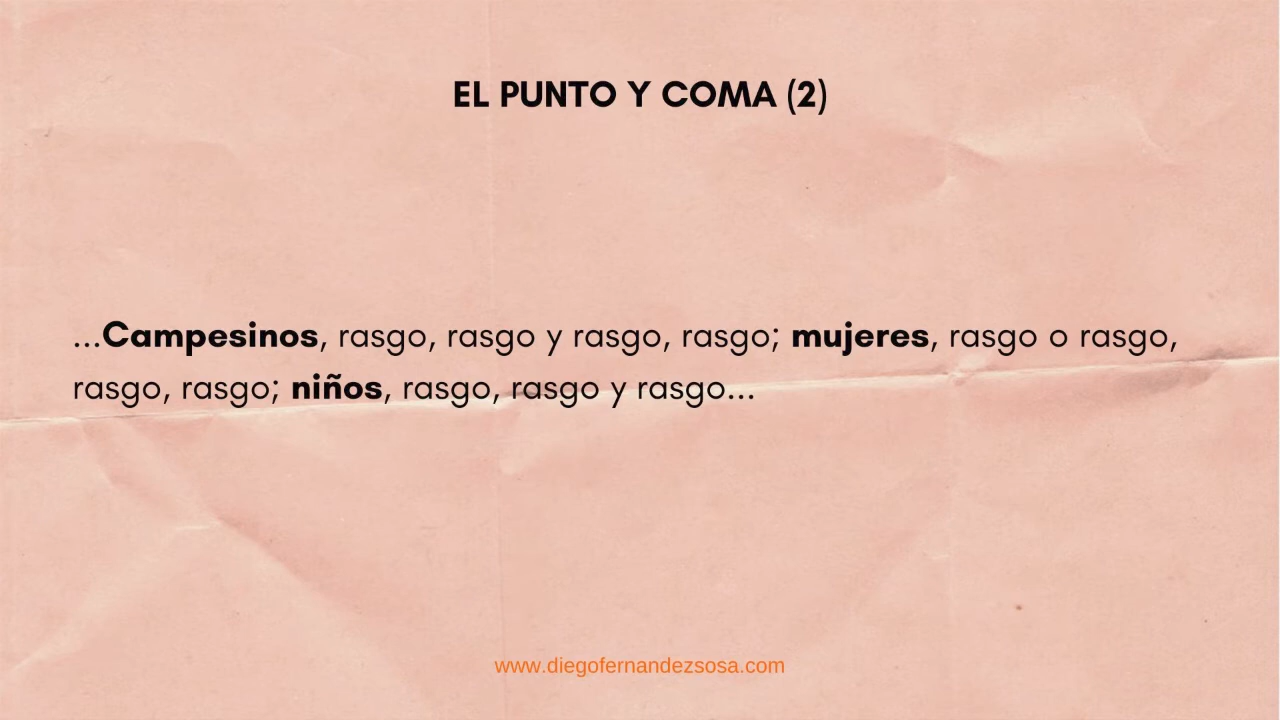 EL PUNTO Y COMA (2)
...Campesinos, rasgo, rasgo y rasgo, rasgo; mujeres, rasgo o rasgo,
rasgo, rasgo; niños, rasgo, rasgo y rasgo...
www.diegofernandezsosa.com